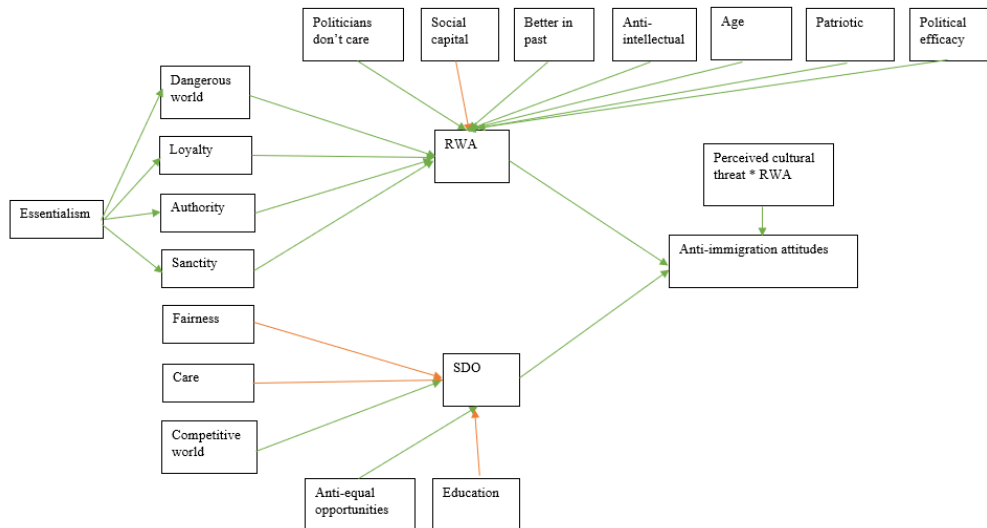 Politicians
don't care
Social
capital
Better in
past
Anti-
intellectual
Age
Patriotic
Political
efficacy
Dangerous
world
Loyalty
Authority
Sanctity
Essentialism
RWA
Perceived cultural
threat * RWA
Anti-immigration attitudes
Fairness
Care
Competitive
world
SDO
Anti-equal
opportunities
Education